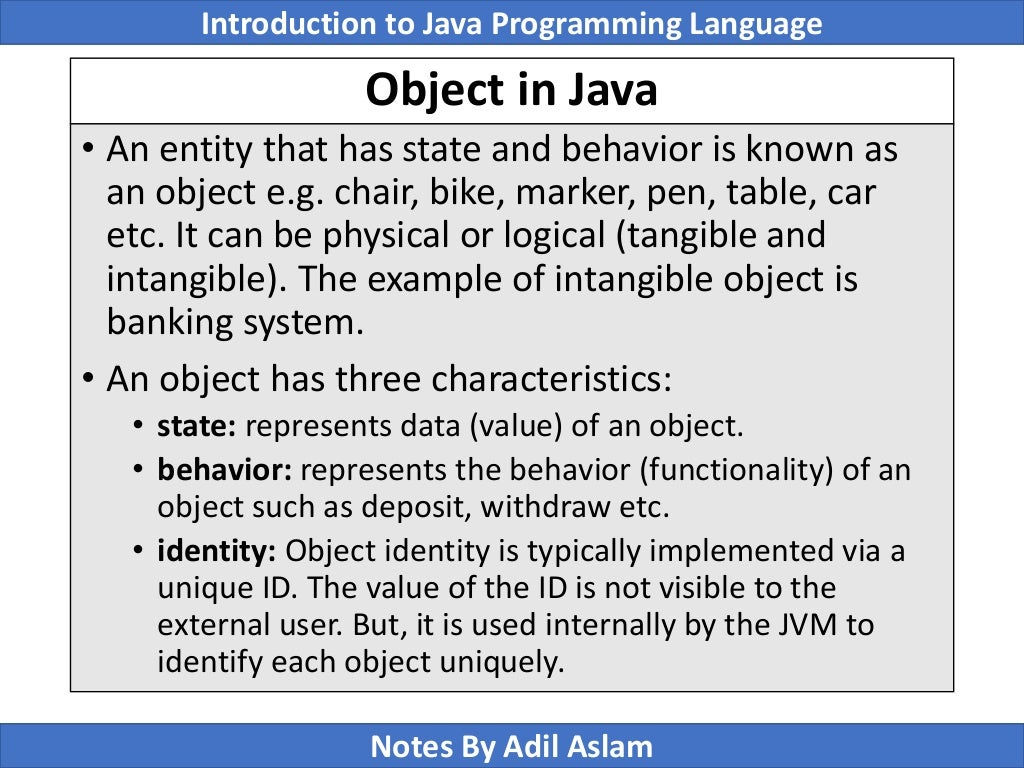 Introduction to Java Programming Language
Object in Java
• An entity that has state and behavior is known as
an object e.g. chair, bike, marker, pen, table, car
etc. It can be physical or logical (tangible and
intangible). The example of intangible object is
banking system.
• An object has three characteristics:
• state: represents data (value) of an object.
• behavior: represents the behavior (functionality) of an
object such as deposit, withdraw etc.
• identity: Object identity is typically implemented via a
unique ID. The value of the ID is not visible to the
external user. But, it is used internally by the JVM to
identify each object uniquely.
Notes By Adil Aslam